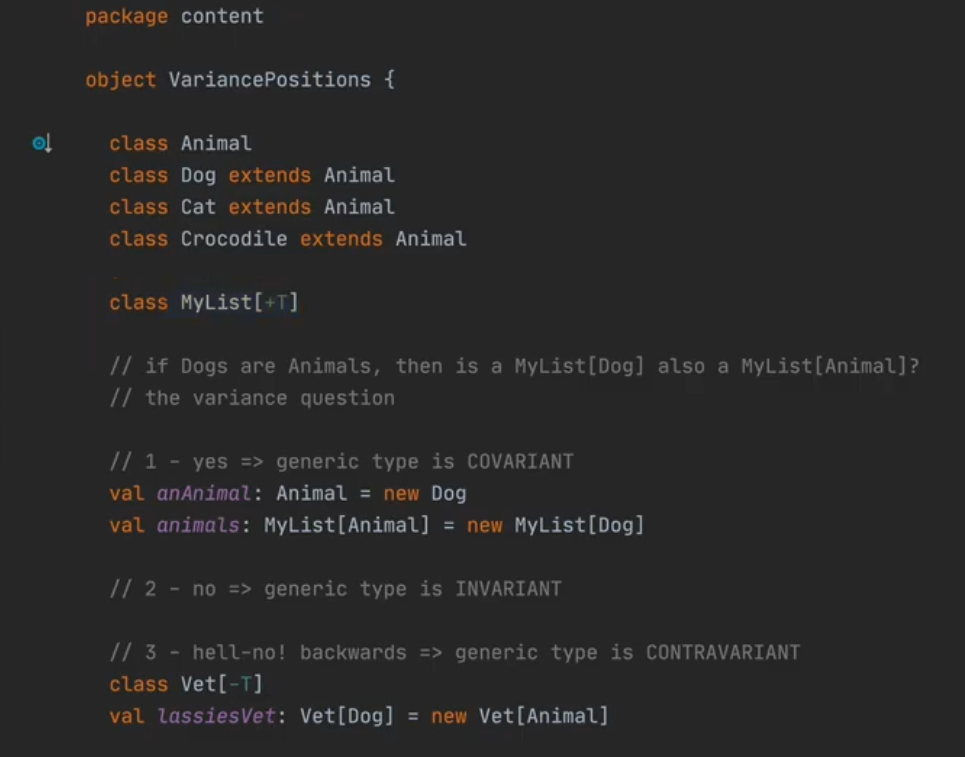 package content
object VariancePositions {
class Animal
class Dog extends Animal
class Cat extends Animal
class Crocodile extends Animal
class MyList[+T]
// if Dogs are Animals, then is a MyList[Dog] also a MyList[Animal]?
// the variance question
// 1 - yes => generic type is COVARIANT
val anAnimal: Animal = new Dog
val animals: MyList[Animal] = new MyList[Dog]
// 2 - no => generic type is INVARIANT
// 3 - hell-no! backwards => generic type is CONTRAVARIANT
class Vet[-T]
val lassiesVet: Vet[Dog] = new Vet[Animal]